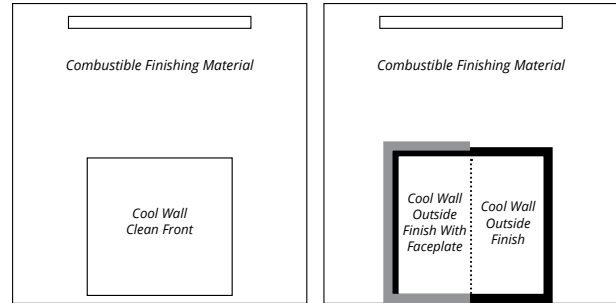 Combustible Finishing Material
Cool Wall
Clean Front
Combustible Finishing Material
Cool Wall
Outside
Finish With
Faceplate
Cool Wall
Outside
Finish